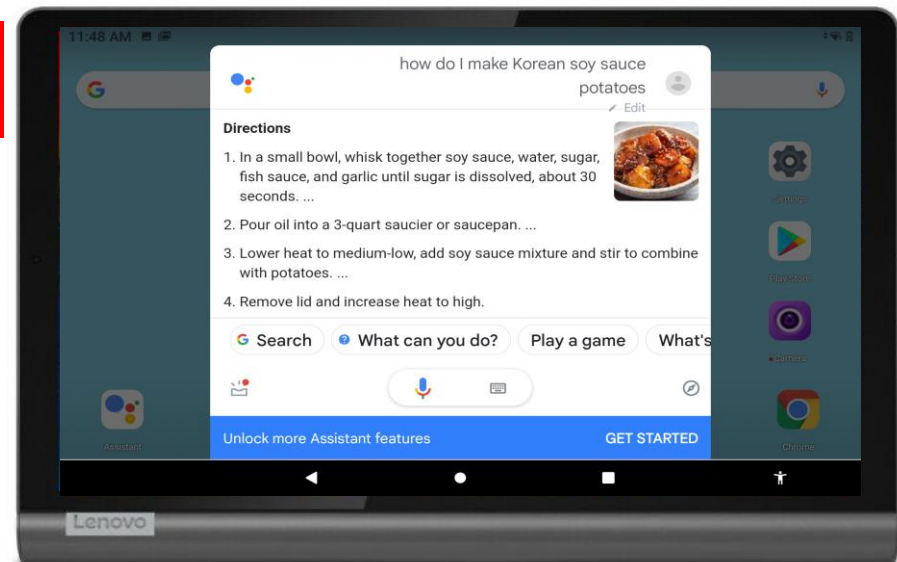 11:48 AM
how do I make Korean soy sauce
potatoes
Edit
Directions
1. In a small bowl, whisk together soy sauce, water, sugar,
fish sauce, and garlic until sugar is dissolved, about 30
seconds. ...
2. Pour oil into a 3-quart saucier or saucepan. ...
3. Lower heat to medium-low, add soy sauce mixture and stir to combine
with potatoes. ...
4. Remove lid and increase heat to high.
Search
What can you do?
Play a game
What's
Unlock more Assistant features
GET STARTED
Settings
Play Store
Camera
Assistant
Chrome
Lenovo